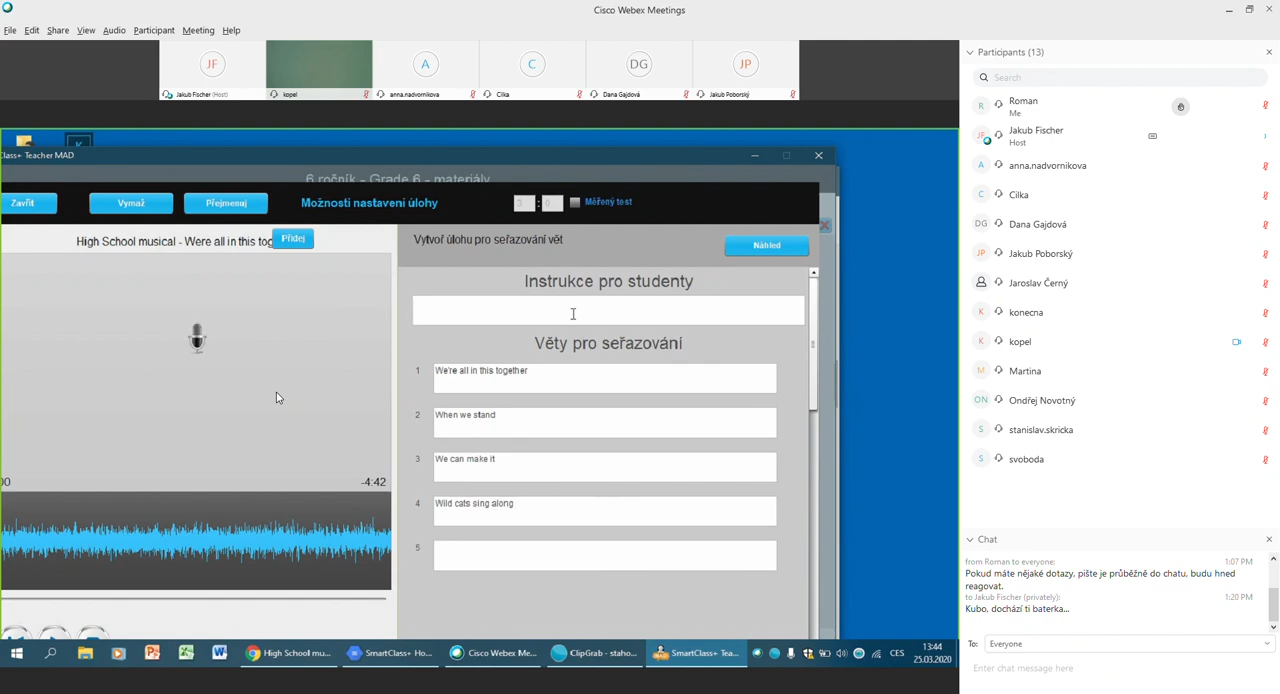 Cisco Webex Meetings
File Edit Share View Audio Participant Meeting Help
JF A C DG JP
Jakub Fischer (Host) kopel anna.nadvornikova Cilka Dana Gajdová Jakub Poborský
Class+ Teacher MAD
6 ročník - Grade 6 - materiály
Zavřít Vymaž Přejmenuj Možnosti nastavení úlohy 3 : 0 Měřený test
High School musical - Were all in this tog Přidej
Vytvoř úlohu pro seřazování vět Náhled
Instrukce pro studenty
Věty pro seřazování
1 We're all in this together
2 When we stand
3 We can make it
4 Wild cats sing along
5
00 -4:42
High School mu... SmartClass+ Ho... Cisco Webex Me... ClipGrab - staho... SmartClass+ Tea... CES 13:44
25.03.2020
Participants (13)
Search
R Roman
Me
JF Jakub Fischer
Host
A anna.nadvornikova
C Cilka
DG Dana Gajdová
JP Jakub Poborský
Jaroslav Černý
K konecna
K kopel
M Martina
ON Ondřej Novotný
S stanislav.skricka
S svoboda
Chat
from Roman to everyone: 1:07 PM
Pokud máte nějaké dotazy, pište je průběžně do chatu, budu hned
reagovat.
to Jakub Fischer (privately): 1:20 PM
Kubo, dochází ti baterka...
To: Everyone
Enter chat message here